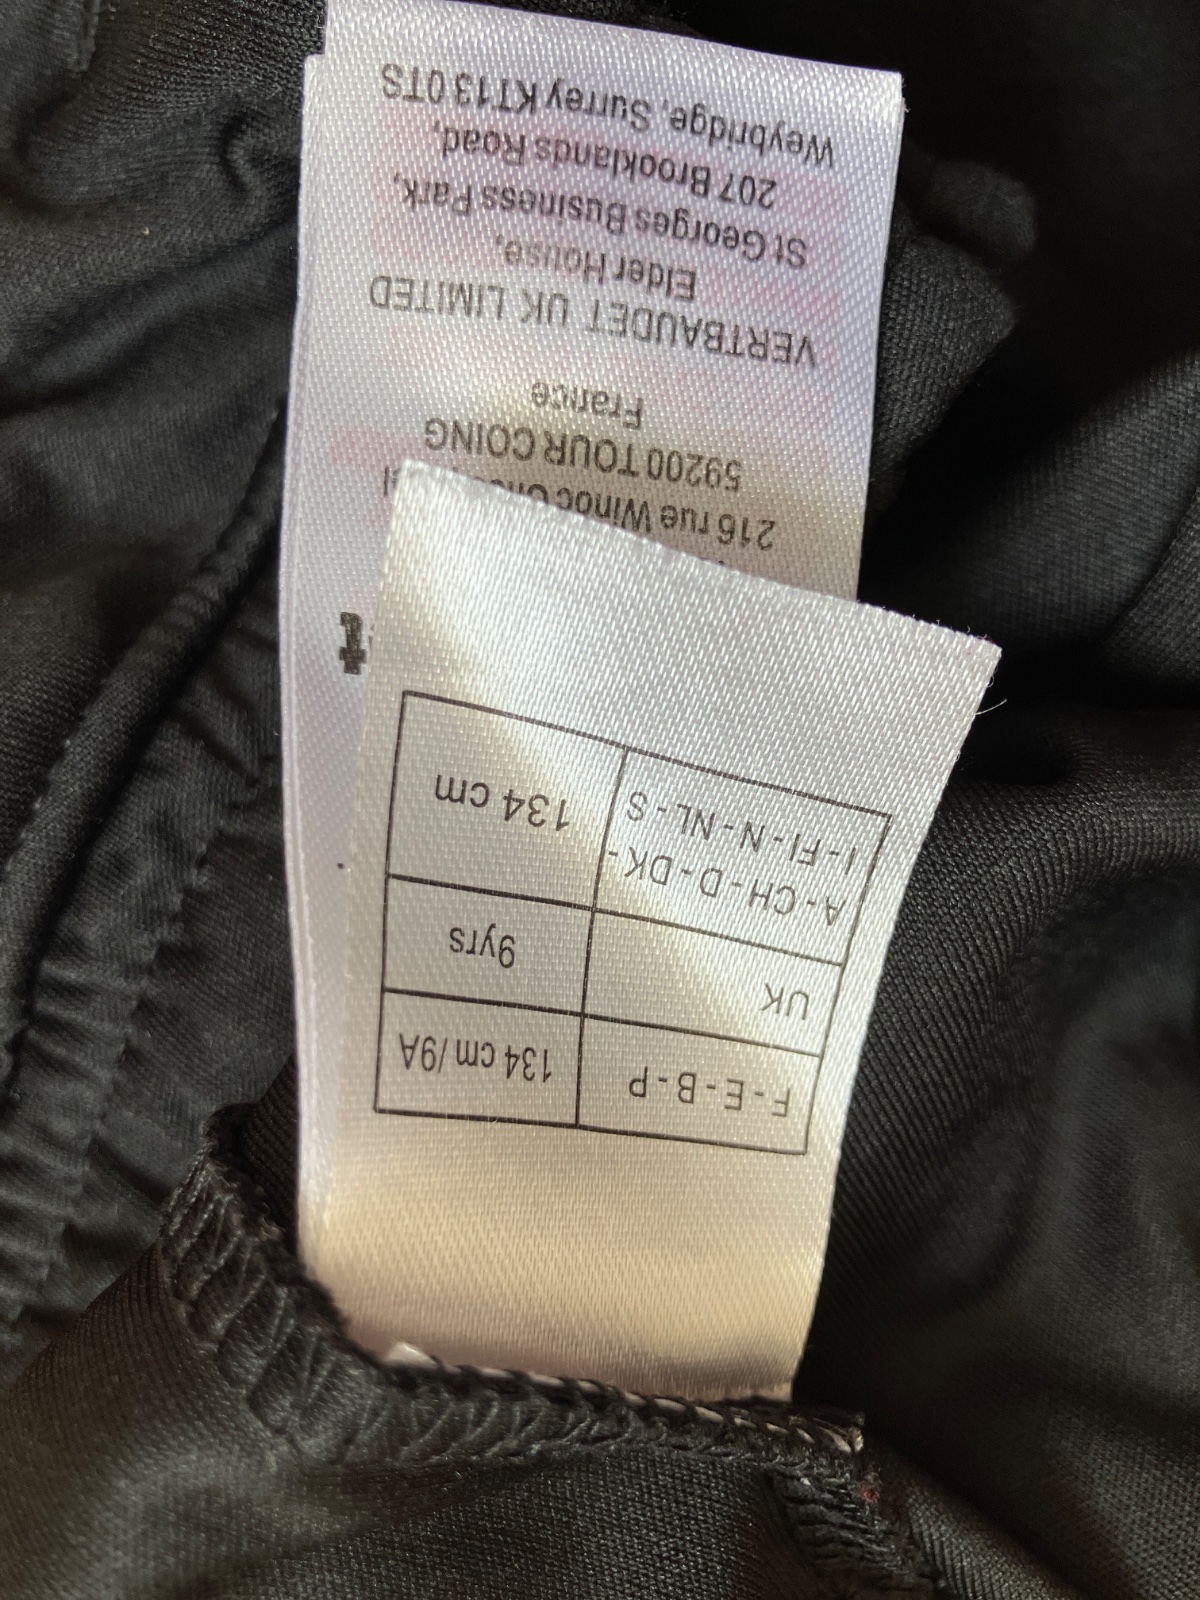 F - E - B - P 134 cm/9A
UK 9yrs
A - CH - D - DK - 134 cm
I - FI - N - NL - S
t
216 rue Winoc
59200 TOUR COING
France
VERTBAUDET UK LIMITED
Elder House,
St Georges Business Park,
207 Brooklands Road,
Weybridge, Surrey KT13 0TS